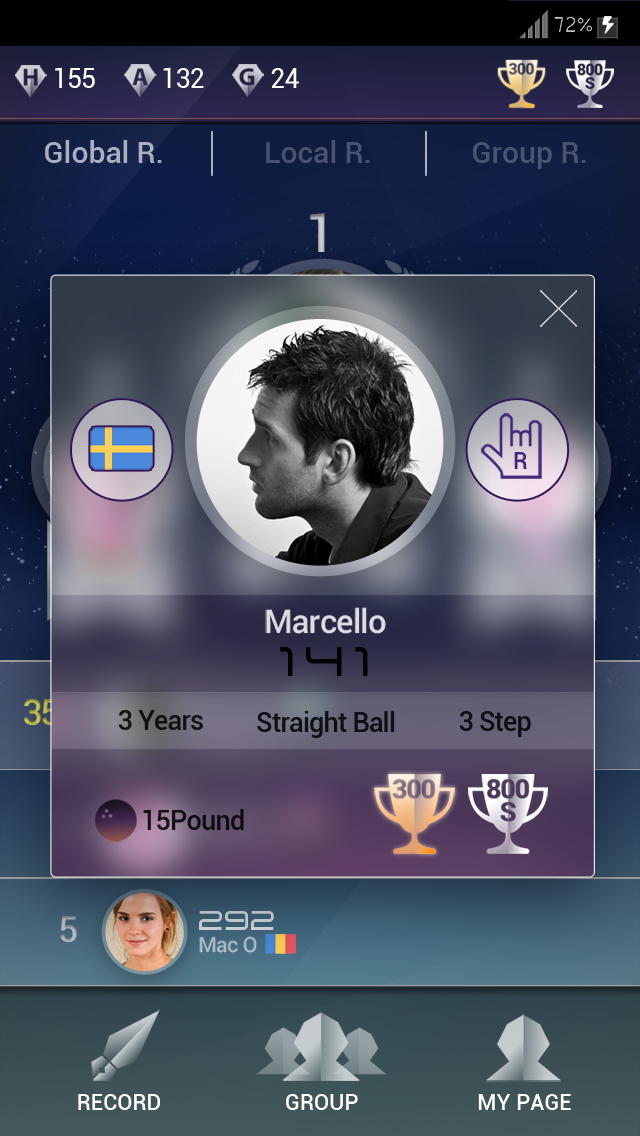 72%
H 155 A 132 G 24 300 800 S
Global R. Local R. Group R.
1
R
Marcello
141
35
3 Years Straight Ball 3 Step
15Pound 300 800 S
5 292
Mac O
RECORD GROUP MY PAGE